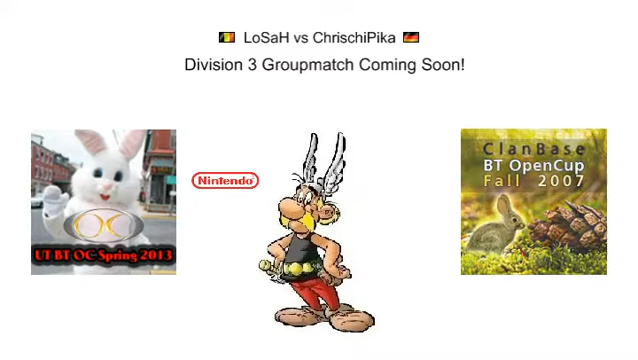 LoSaH vs ChrischiPika
Division 3 Groupmatch Coming Soon!
Nintendo
UT BT OC Spring 2013
ClanBase
BT OpenCup
Fall 2007